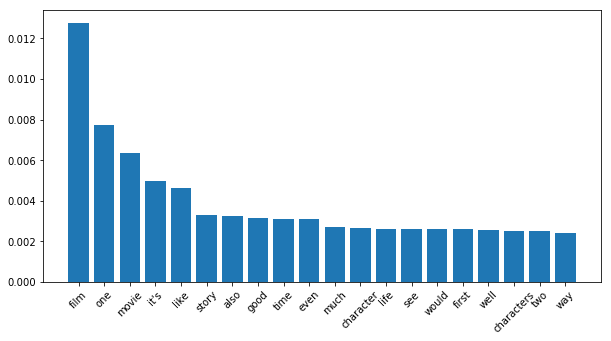 0.012
0.010
0.008
0.006
0.004
0.002
0.000
film
one
movie
it's
like
story
also
good
time
even
much
character
life
see
would
first
well
characters
two
way